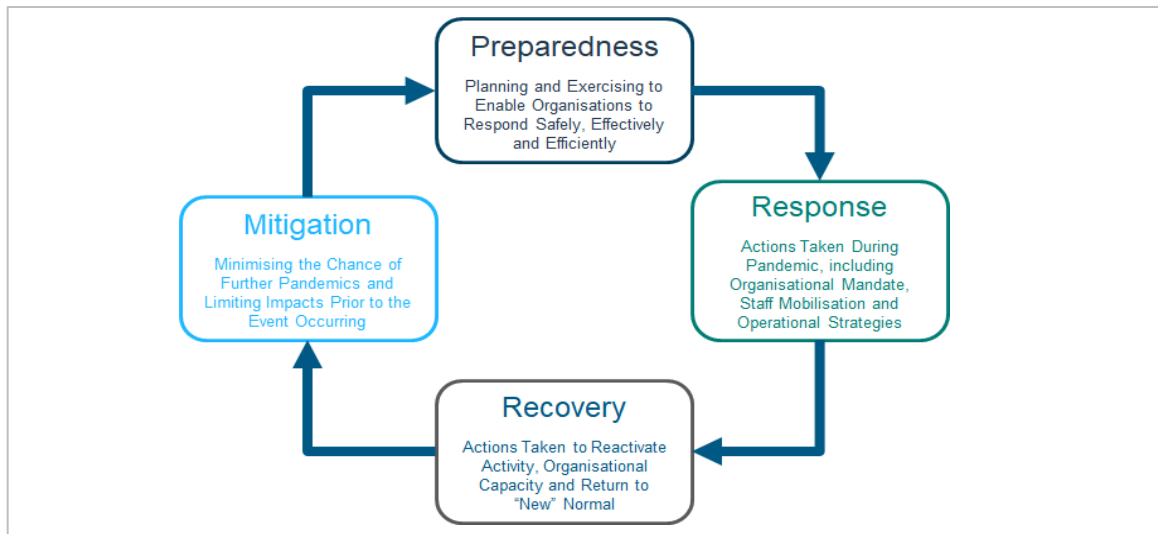 Preparedness
Planning and Exercising to
Enable Organisations to
Respond Safely, Effectively
and Efficiently
Mitigation
Minimising the Chance of
Further Pandemics and
Limiting Impacts Prior to the
Event Occurring
Response
Actions Taken During
Pandemic, including
Organisational Mandate,
Staff Mobilisation and
Operational Strategies
Recovery
Actions Taken to Reactivate
Activity, Organisational
Capacity and Return to
“New” Normal